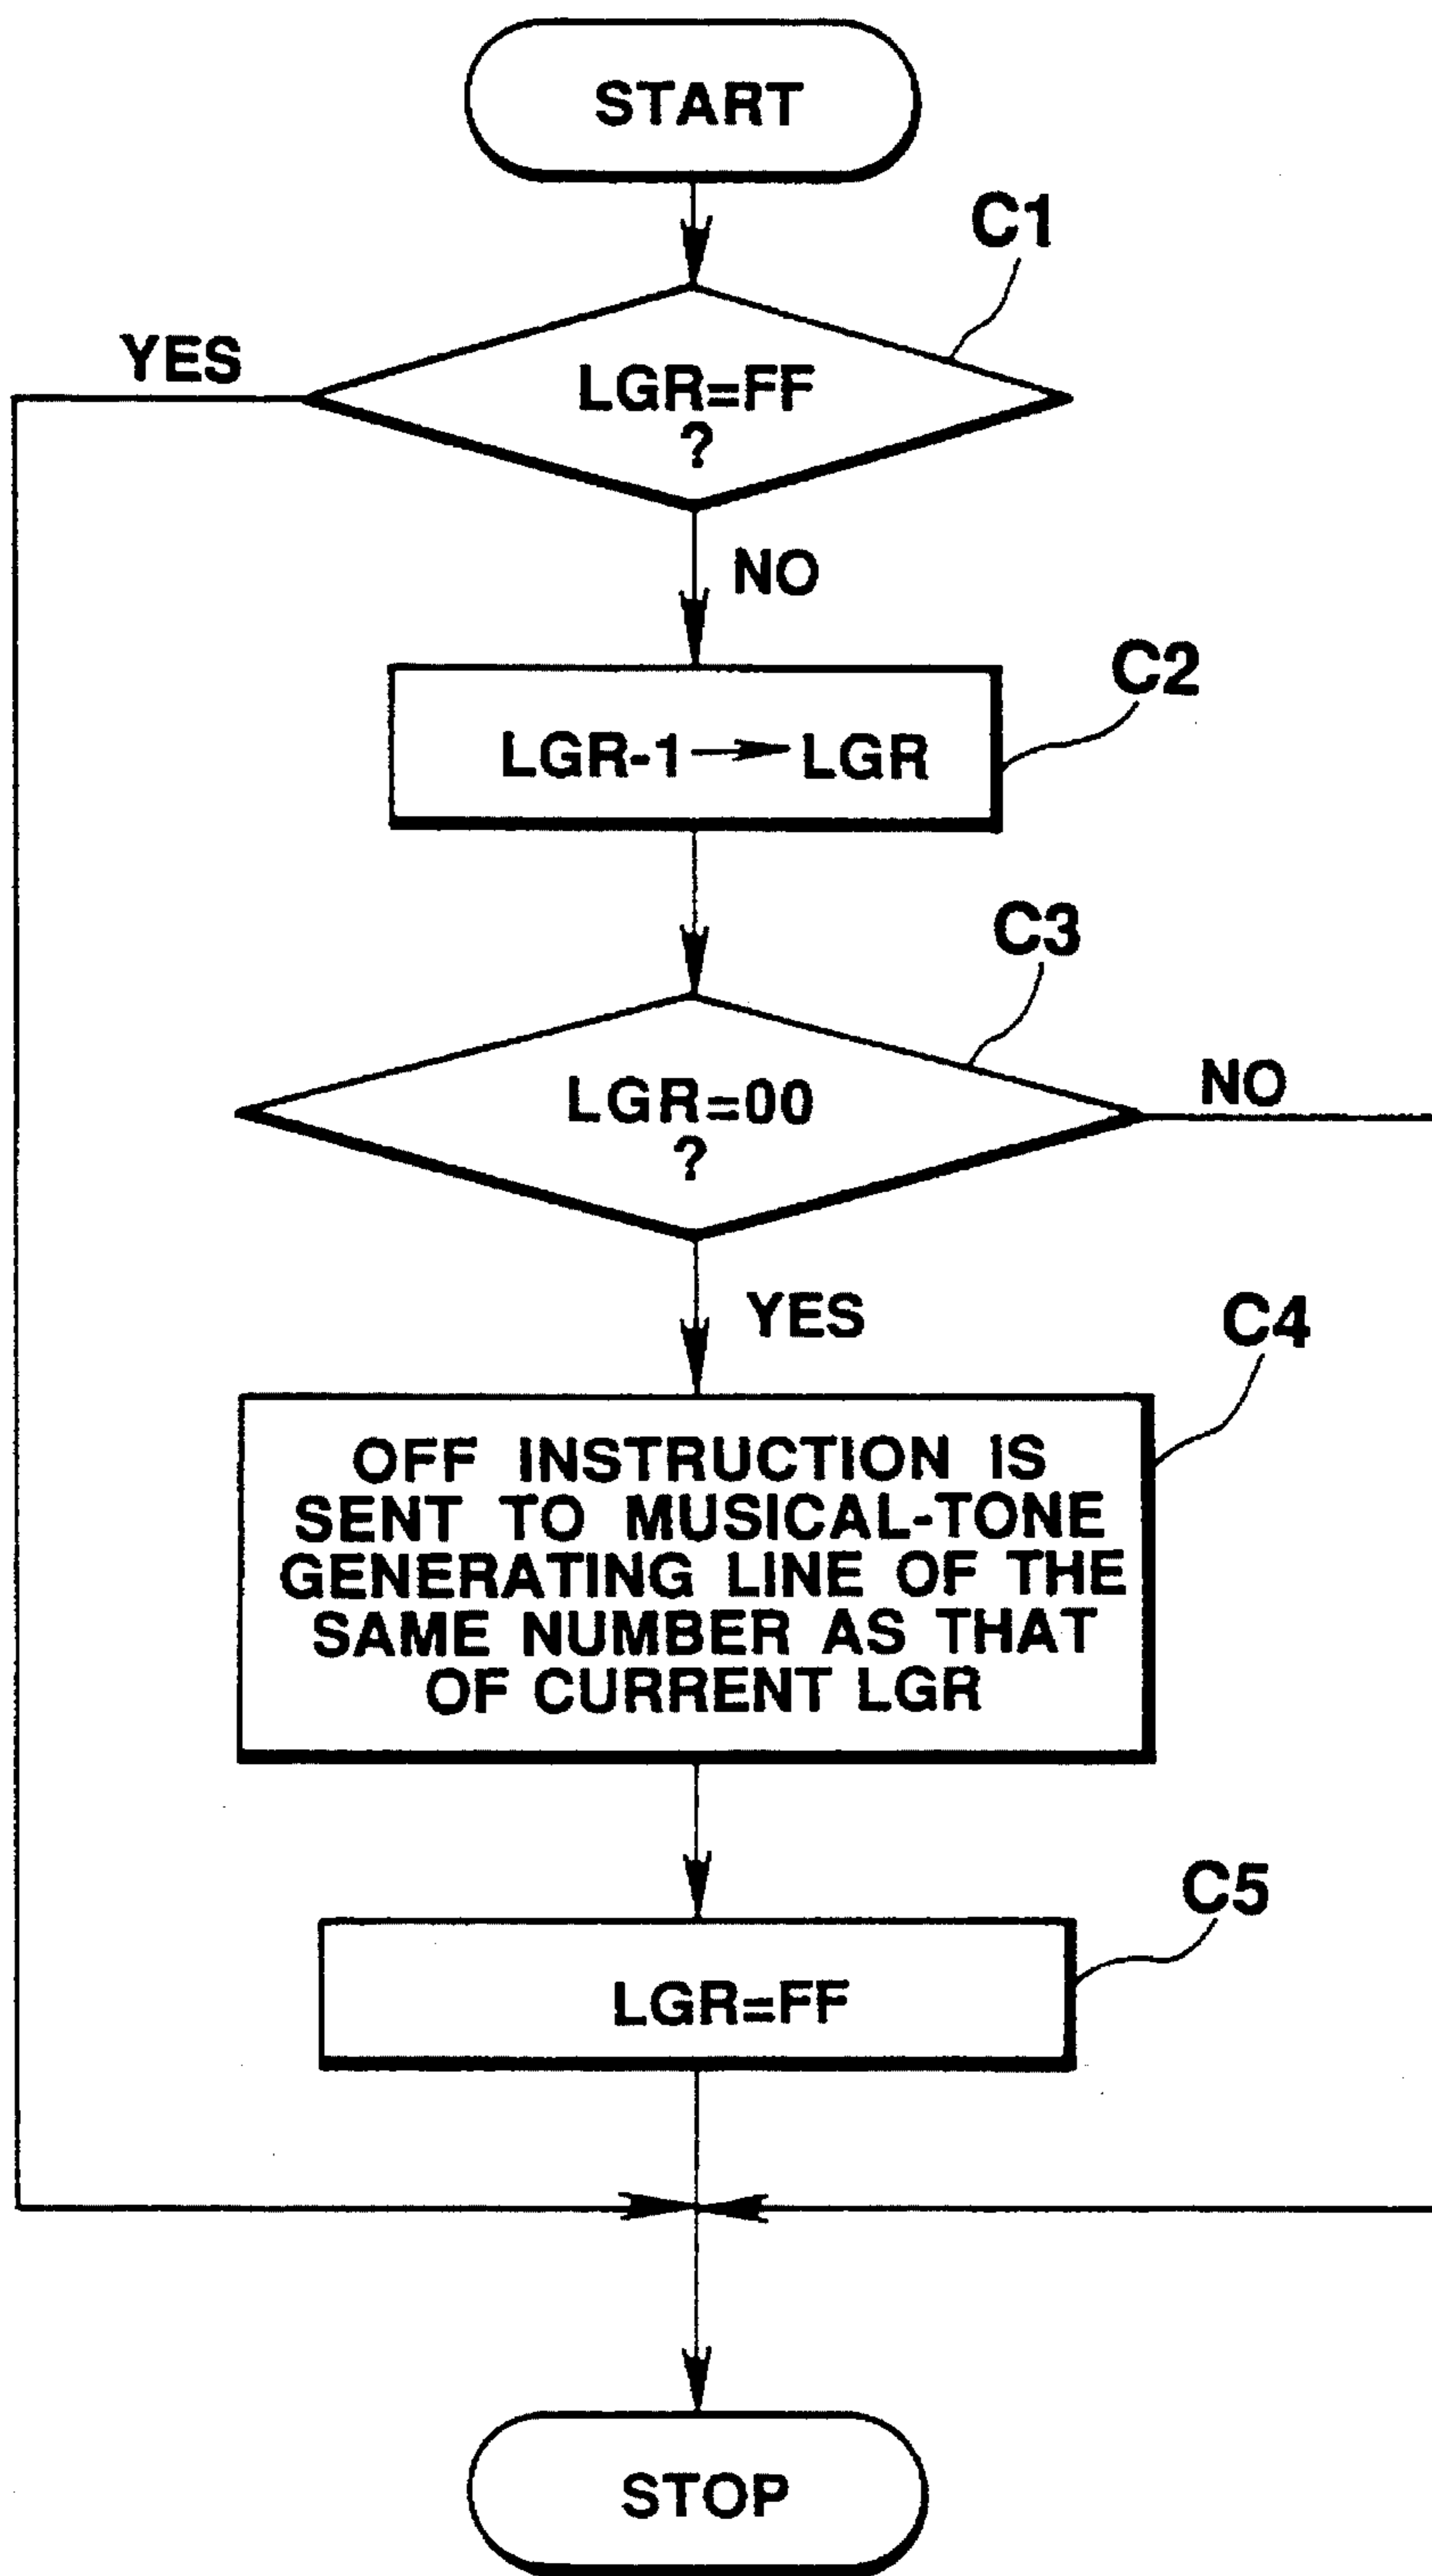 START
C1
YES
LGR=FF
?
NO
C2
LGR-1→LGR
C3
LGR=00
?
NO
YES
C4
OFF INSTRUCTION IS
SENT TO MUSICAL-TONE
GENERATING LINE OF THE
SAME NUMBER AS THAT
OF CURRENT LGR
C5
LGR=FF
STOP